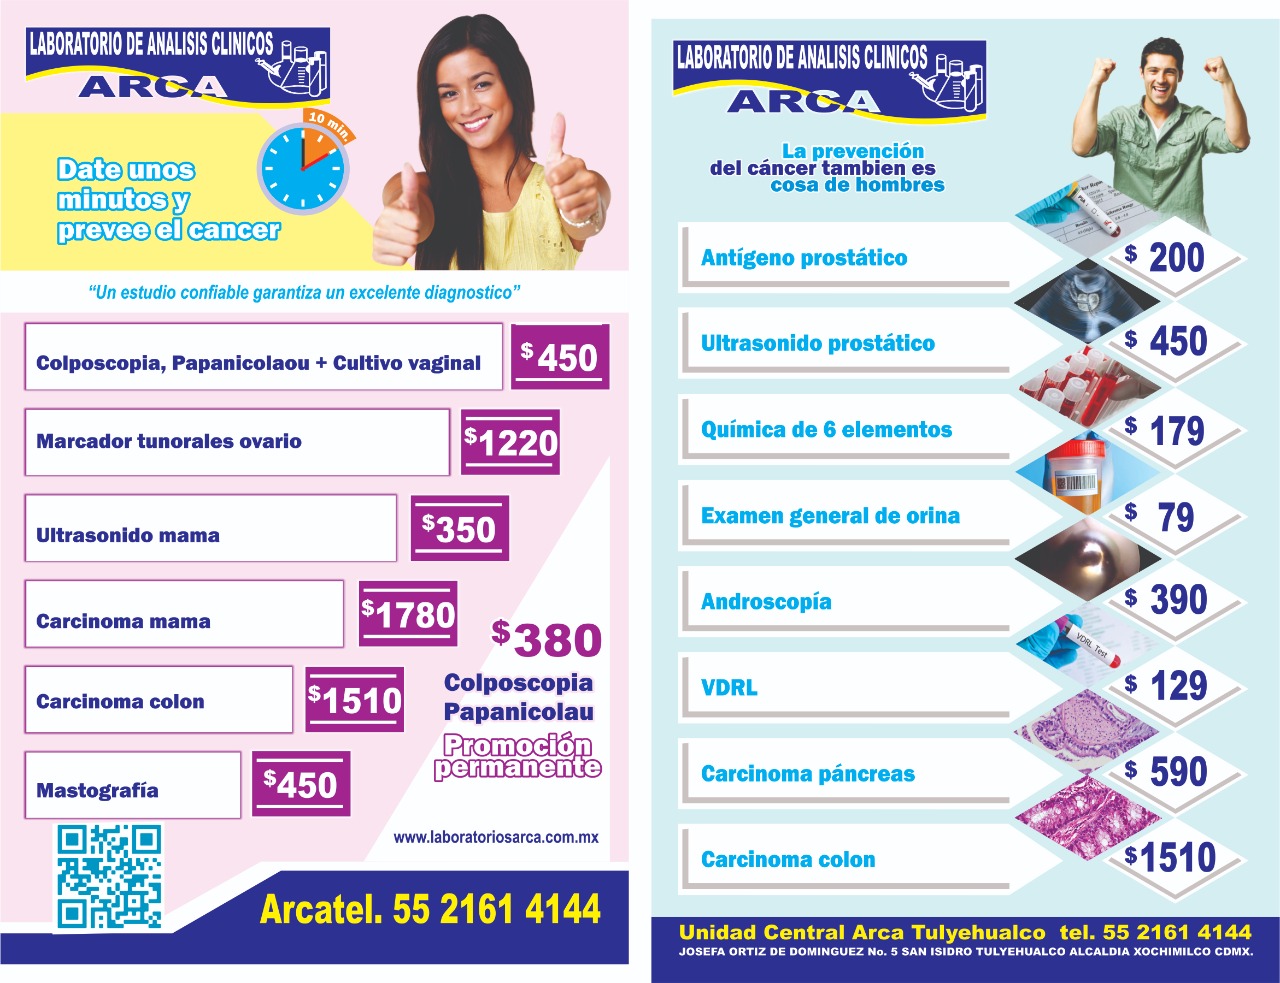 LABORATORIO DE ANALISIS CLINICOS
ARCA
10 min.
Date unos
minutos y
prevee el cancer
“Un estudio confiable garantiza un excelente diagnostico”
Colposcopia, Papanicolaou + Cultivo vaginal $450
Marcador tunorales ovario $1220
Ultrasonido mama $350
Carcinoma mama $1780
Carcinoma colon $1510
Mastografía $450
$380
Colposcopia
Papanicolau
Promoción
permanente
www.laboratoriosarca.com.mx
Arcatel. 55 2161 4144
LABORATORIO DE ANALISIS CLINICOS
ARCA
La prevención
del cáncer tambien es
cosa de hombres
PSA
Antígeno prostático $ 200
Ultrasonido prostático $ 450
Química de 6 elementos $ 179
Examen general de orina $ 79
Androscopía $ 390
VDRL Test
VDRL $ 129
Carcinoma páncreas $ 590
Carcinoma colon $1510
Unidad Central Arca Tulyehualco tel. 55 2161 4144
JOSEFA ORTIZ DE DOMINGUEZ No. 5 SAN ISIDRO TULYEHUALCO ALCALDIA XOCHIMILCO CDMX.